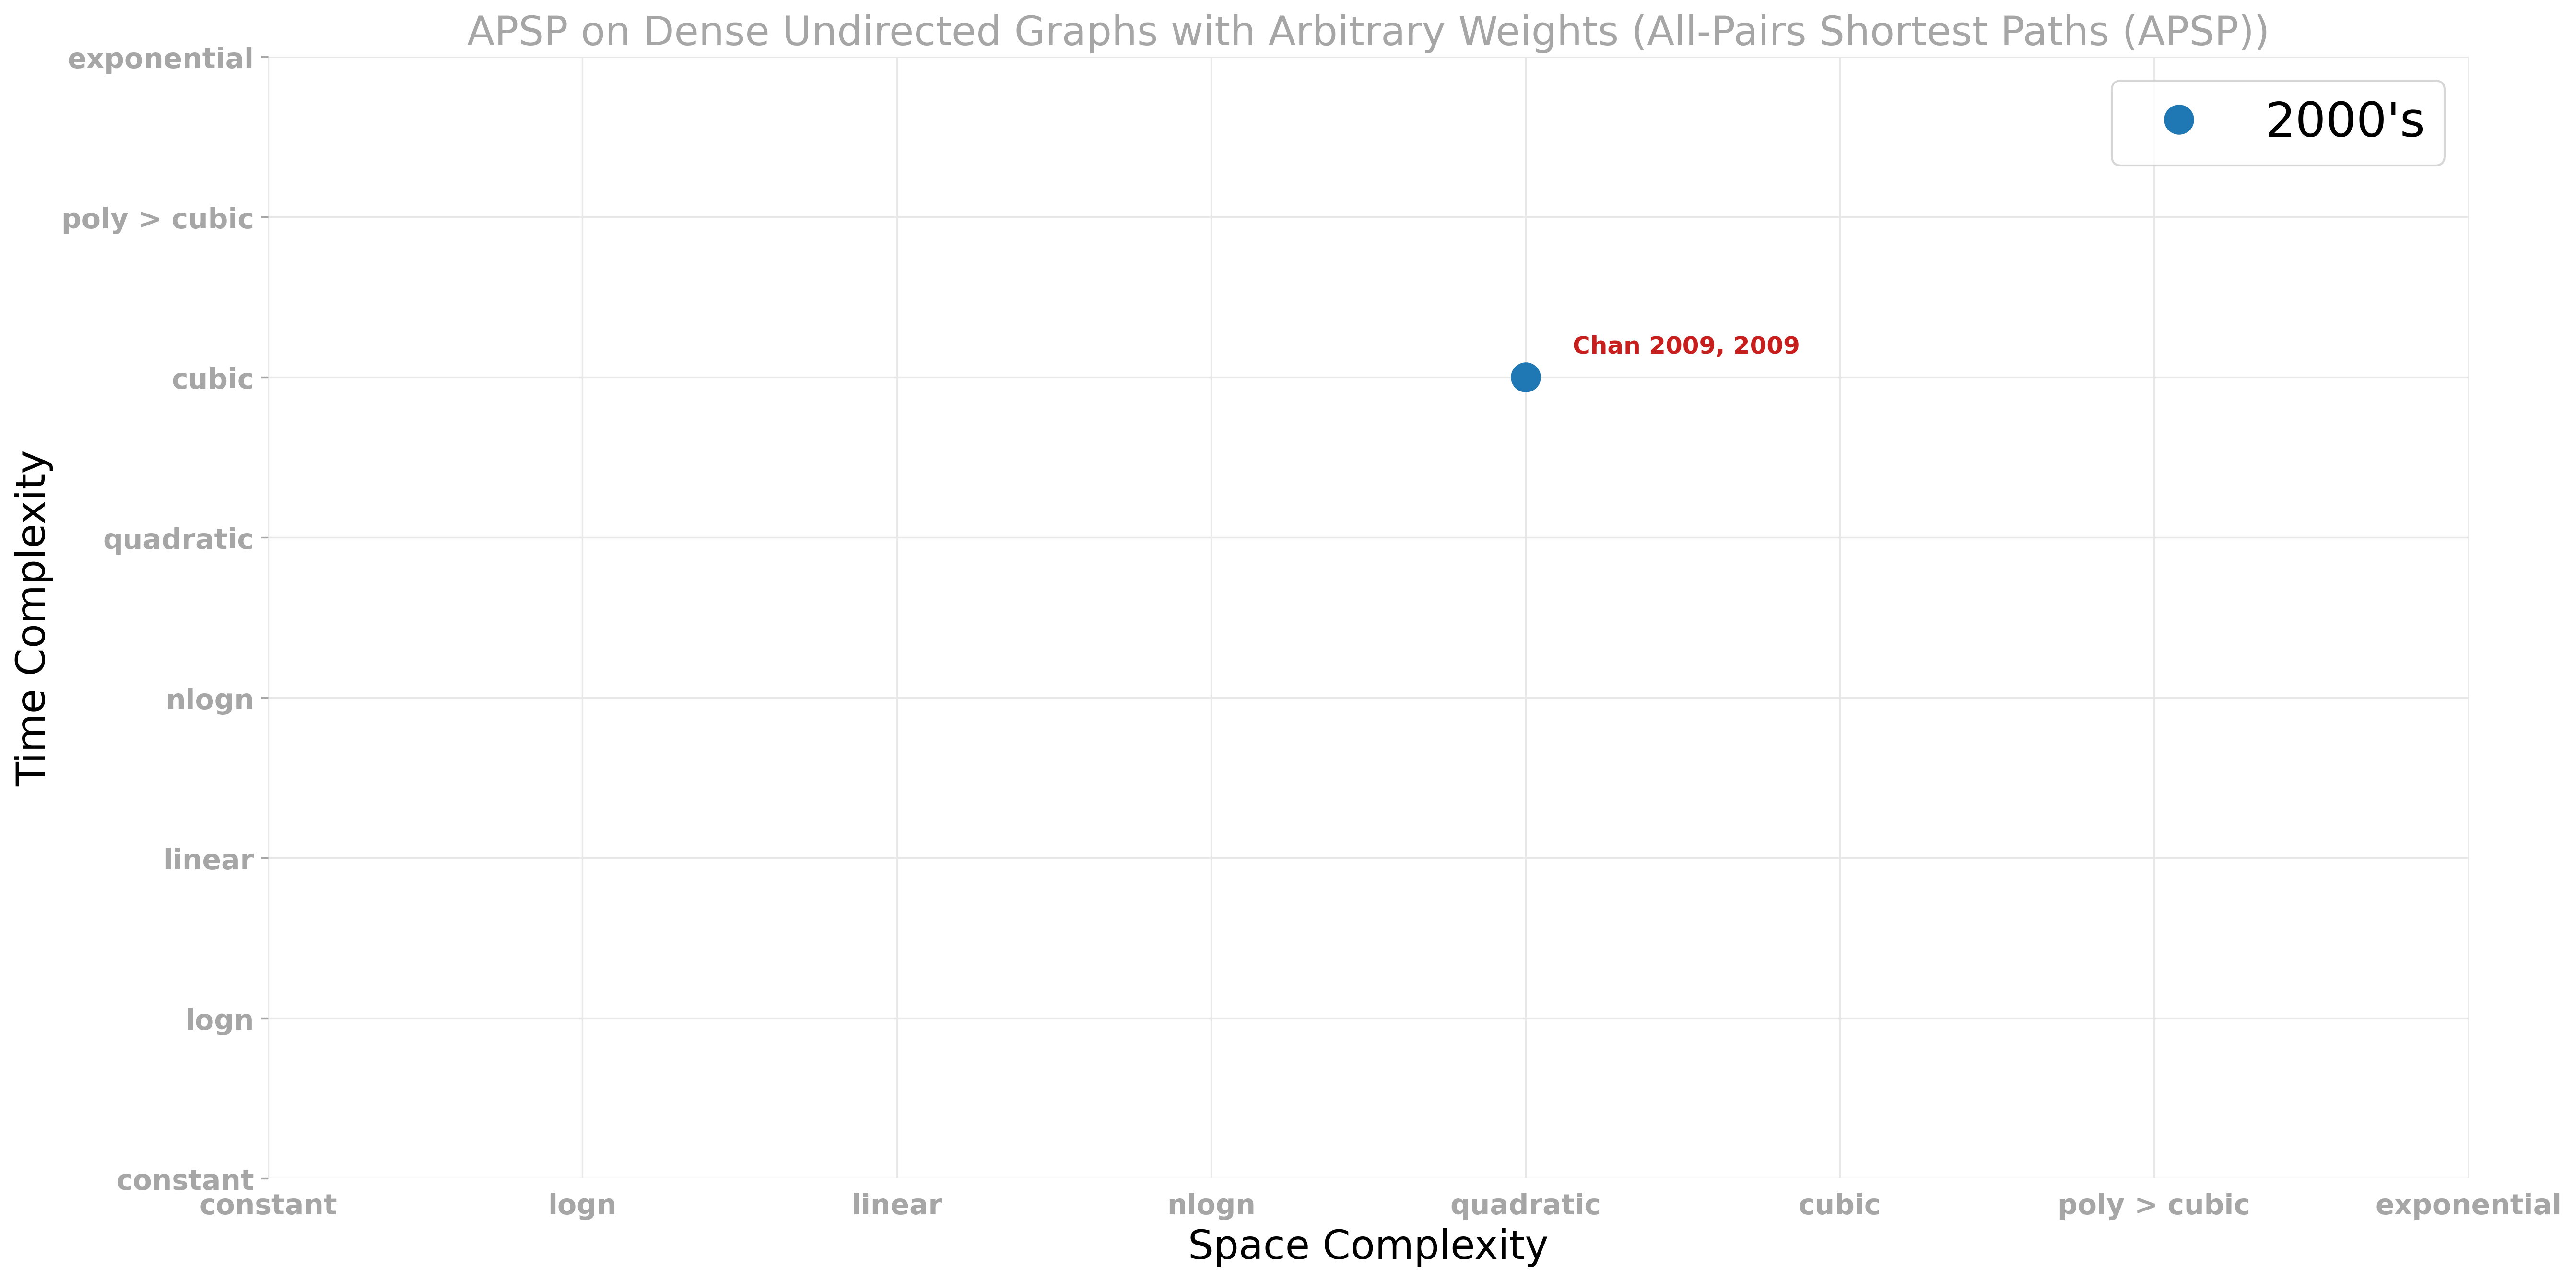 APSP on Dense Undirected Graphs with Arbitrary Weights (All-Pairs Shortest Paths (APSP))
exponential
2000's
poly > cubic
Chan 2009, 2009
cubic
quadratic
nlogn
linear
logn
constant
Time Complexity
constant logn linear nlogn quadratic cubic poly > cubic exponential
Space Complexity